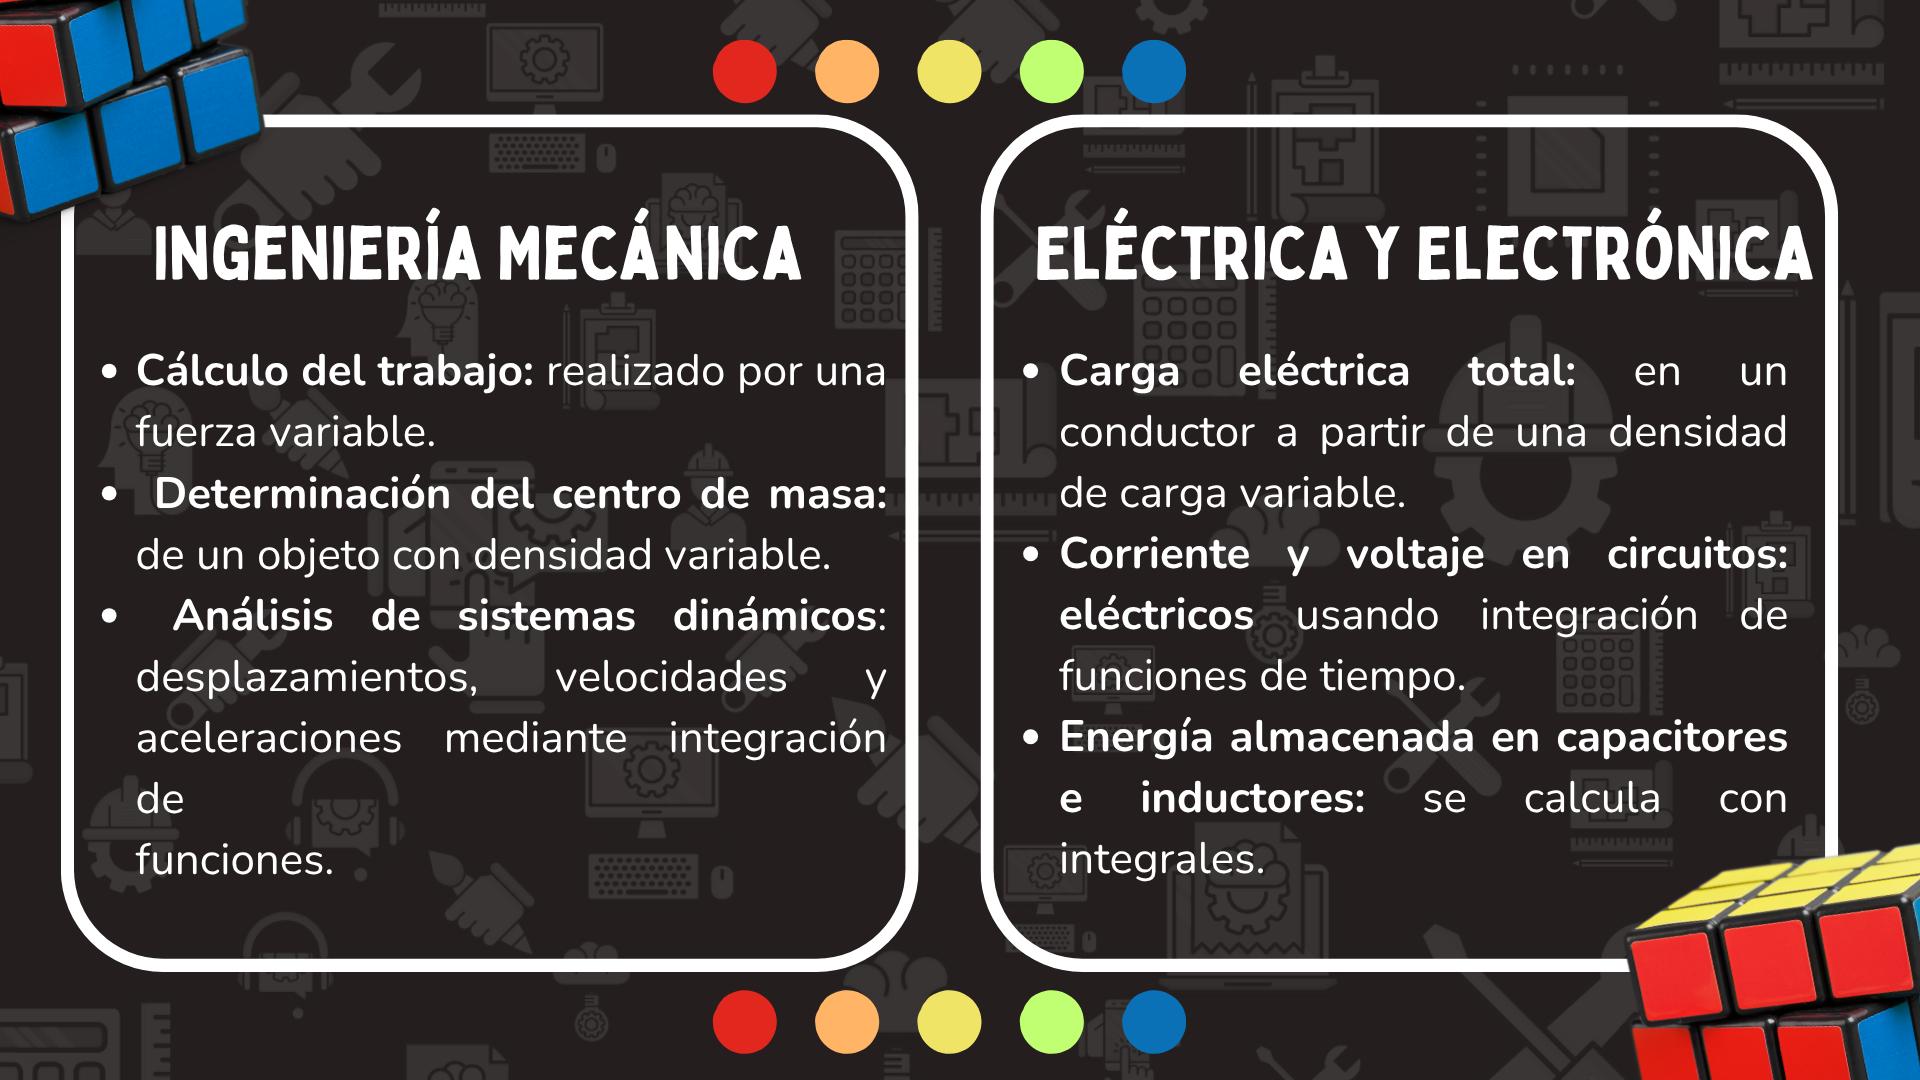 INGENIERÍA MECÁNICA
• Cálculo del trabajo: realizado por una
fuerza variable.
• Determinación del centro de masa:
de un objeto con densidad variable.
• Análisis de sistemas dinámicos:
desplazamientos, velocidades y
aceleraciones mediante integración
de
funciones.
ELÉCTRICA Y ELECTRÓNICA
• Carga eléctrica total: en un
conductor a partir de una densidad
de carga variable.
• Corriente y voltaje en circuitos:
eléctricos usando integración de
funciones de tiempo.
• Energía almacenada en capacitores
e inductores: se calcula con
integrales.